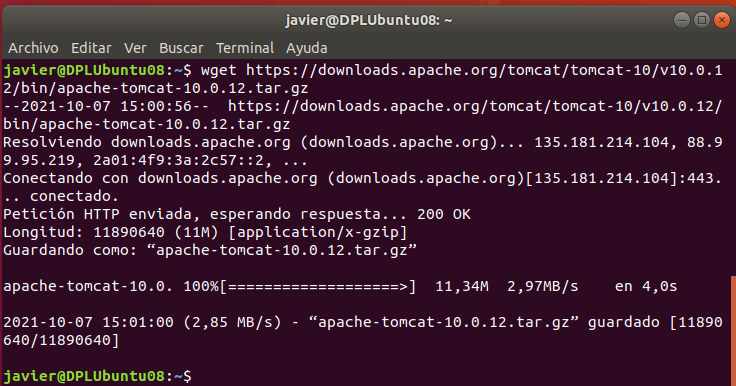 javier@DPLUbuntu08: ~
Archivo Editar Ver Buscar Terminal Ayuda
javier@DPLUbuntu08:~$ wget https://downloads.apache.org/tomcat/tomcat-10/v10.0.1
2/bin/apache-tomcat-10.0.12.tar.gz
--2021-10-07 15:00:56--  https://downloads.apache.org/tomcat/tomcat-10/v10.0.12/
bin/apache-tomcat-10.0.12.tar.gz
Resolviendo downloads.apache.org (downloads.apache.org)... 135.181.214.104, 88.9
9.95.219, 2a01:4f9:3a:2c57::2, ...
Conectando con downloads.apache.org (downloads.apache.org)[135.181.214.104]:443.
.. conectado.
Petición HTTP enviada, esperando respuesta... 200 OK
Longitud: 11890640 (11M) [application/x-gzip]
Guardando como: “apache-tomcat-10.0.12.tar.gz”
apache-tomcat-10.0. 100%[===================>]  11,34M  2,97MB/s    en 4,0s
2021-10-07 15:01:00 (2,85 MB/s) - “apache-tomcat-10.0.12.tar.gz” guardado [11890
640/11890640]
javier@DPLUbuntu08:~$